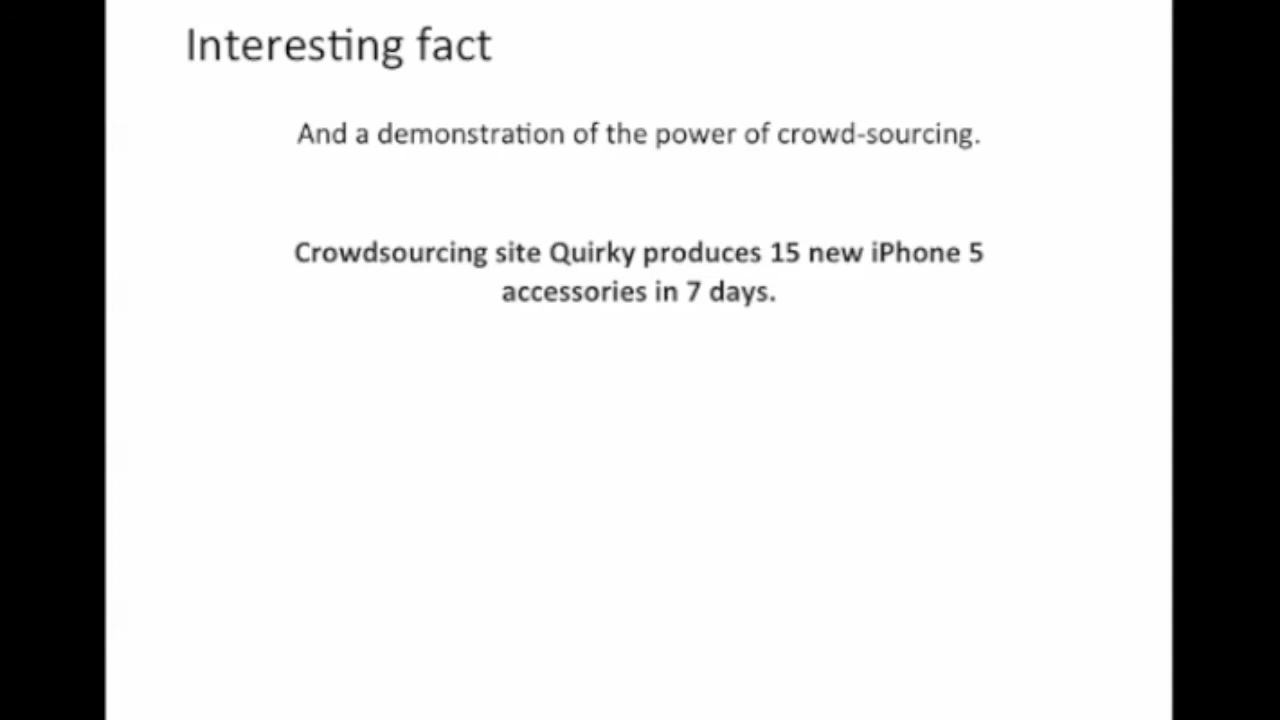 Interesting fact
And a demonstration of the power of crowd-sourcing.
Crowdsourcing site Quirky produces 15 new iPhone 5
accessories in 7 days.